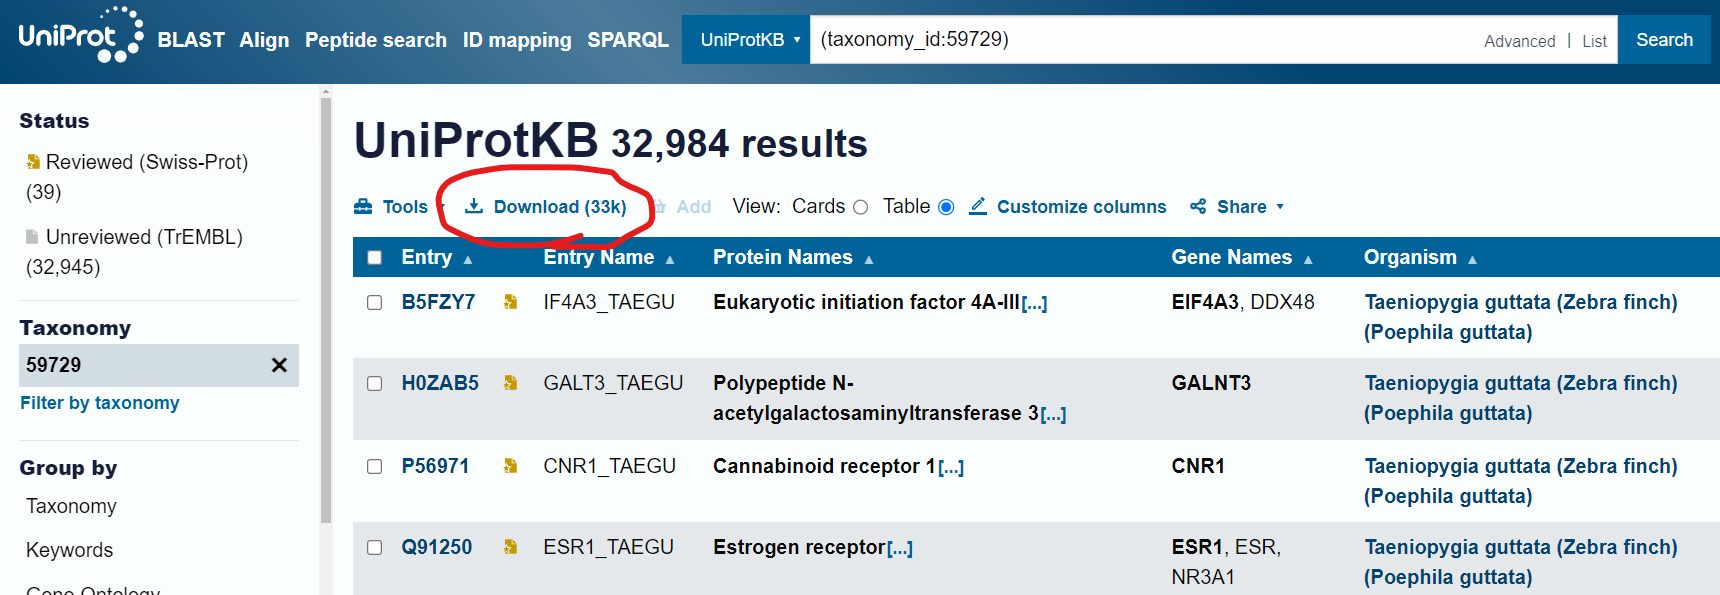 UniProt BLAST Align Peptide search ID mapping SPARQL UniProtKB (taxonomy_id:59729) Advanced | List Search
Status
Reviewed (Swiss-Prot)
(39)
Unreviewed (TrEMBL)
(32,945)
Taxonomy
59729
Filter by taxonomy
Group by
Taxonomy
Keywords
Gene Ontology
UniProtKB 32,984 results
Tools Download (33k) Add View: Cards Table Customize columns Share
Entry Entry Name Protein Names Gene Names Organism
B5FZY7 IF4A3_TAEGU Eukaryotic initiation factor 4A-III[...] EIF4A3, DDX48 Taeniopygia guttata (Zebra finch)
(Poephila guttata)
H0ZAB5 GALT3_TAEGU Polypeptide N- GALNT3 Taeniopygia guttata (Zebra finch)
acetylgalactosaminyltransferase 3[...] (Poephila guttata)
P56971 CNR1_TAEGU Cannabinoid receptor 1[...] CNR1 Taeniopygia guttata (Zebra finch)
(Poephila guttata)
Q91250 ESR1_TAEGU Estrogen receptor[...] ESR1, ESR, Taeniopygia guttata (Zebra finch)
NR3A1 (Poephila guttata)